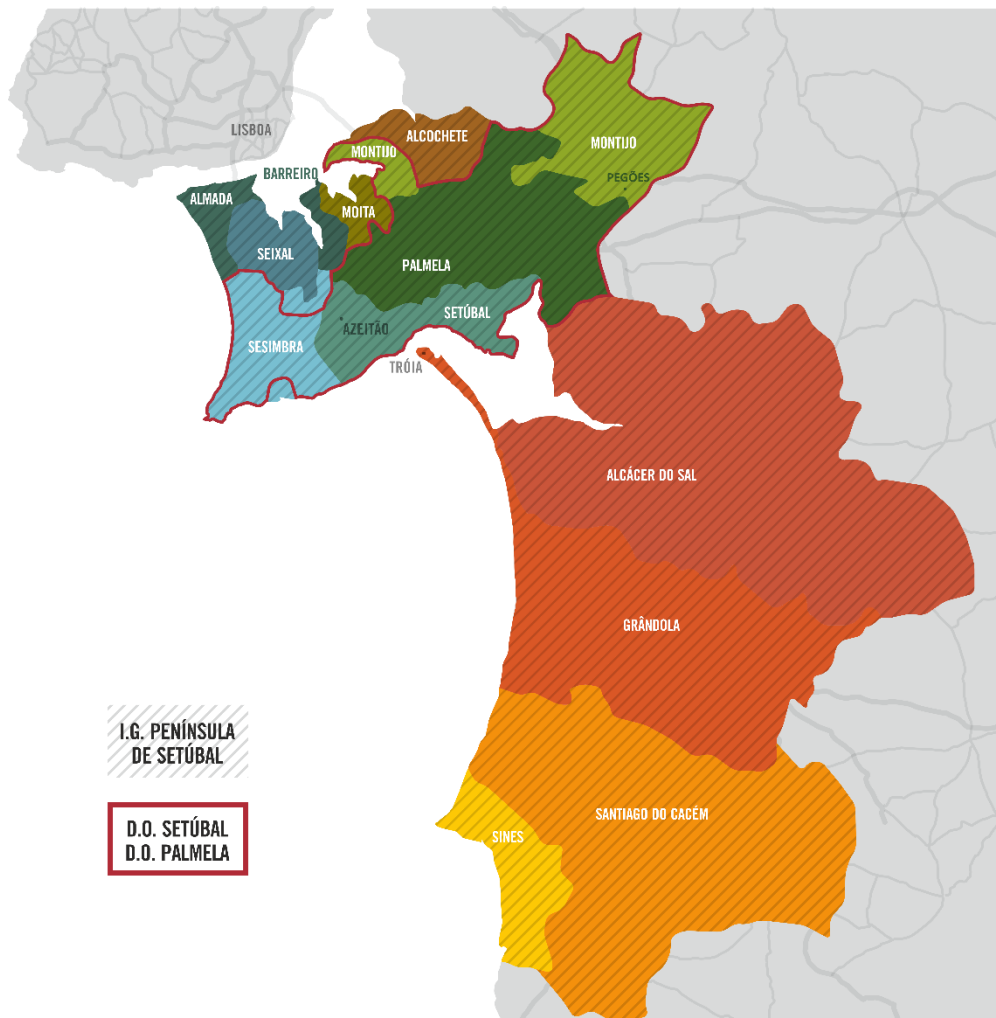 LISBOA
ALCOCHETE
MONTIJO
MONTIJO
BARREIRO
PEGÕES
ALMADA
MOITA
SEIXAL
PALMELA
SETÚBAL
AZEITÃO
SESIMBRA
TRÓIA
ALCÁCER DO SAL
GRÂNDOLA
I.G. PENÍNSULA
DE SETÚBAL
SANTIAGO DO CACÉM
D.O. SETÚBAL
D.O. PALMELA
SINES